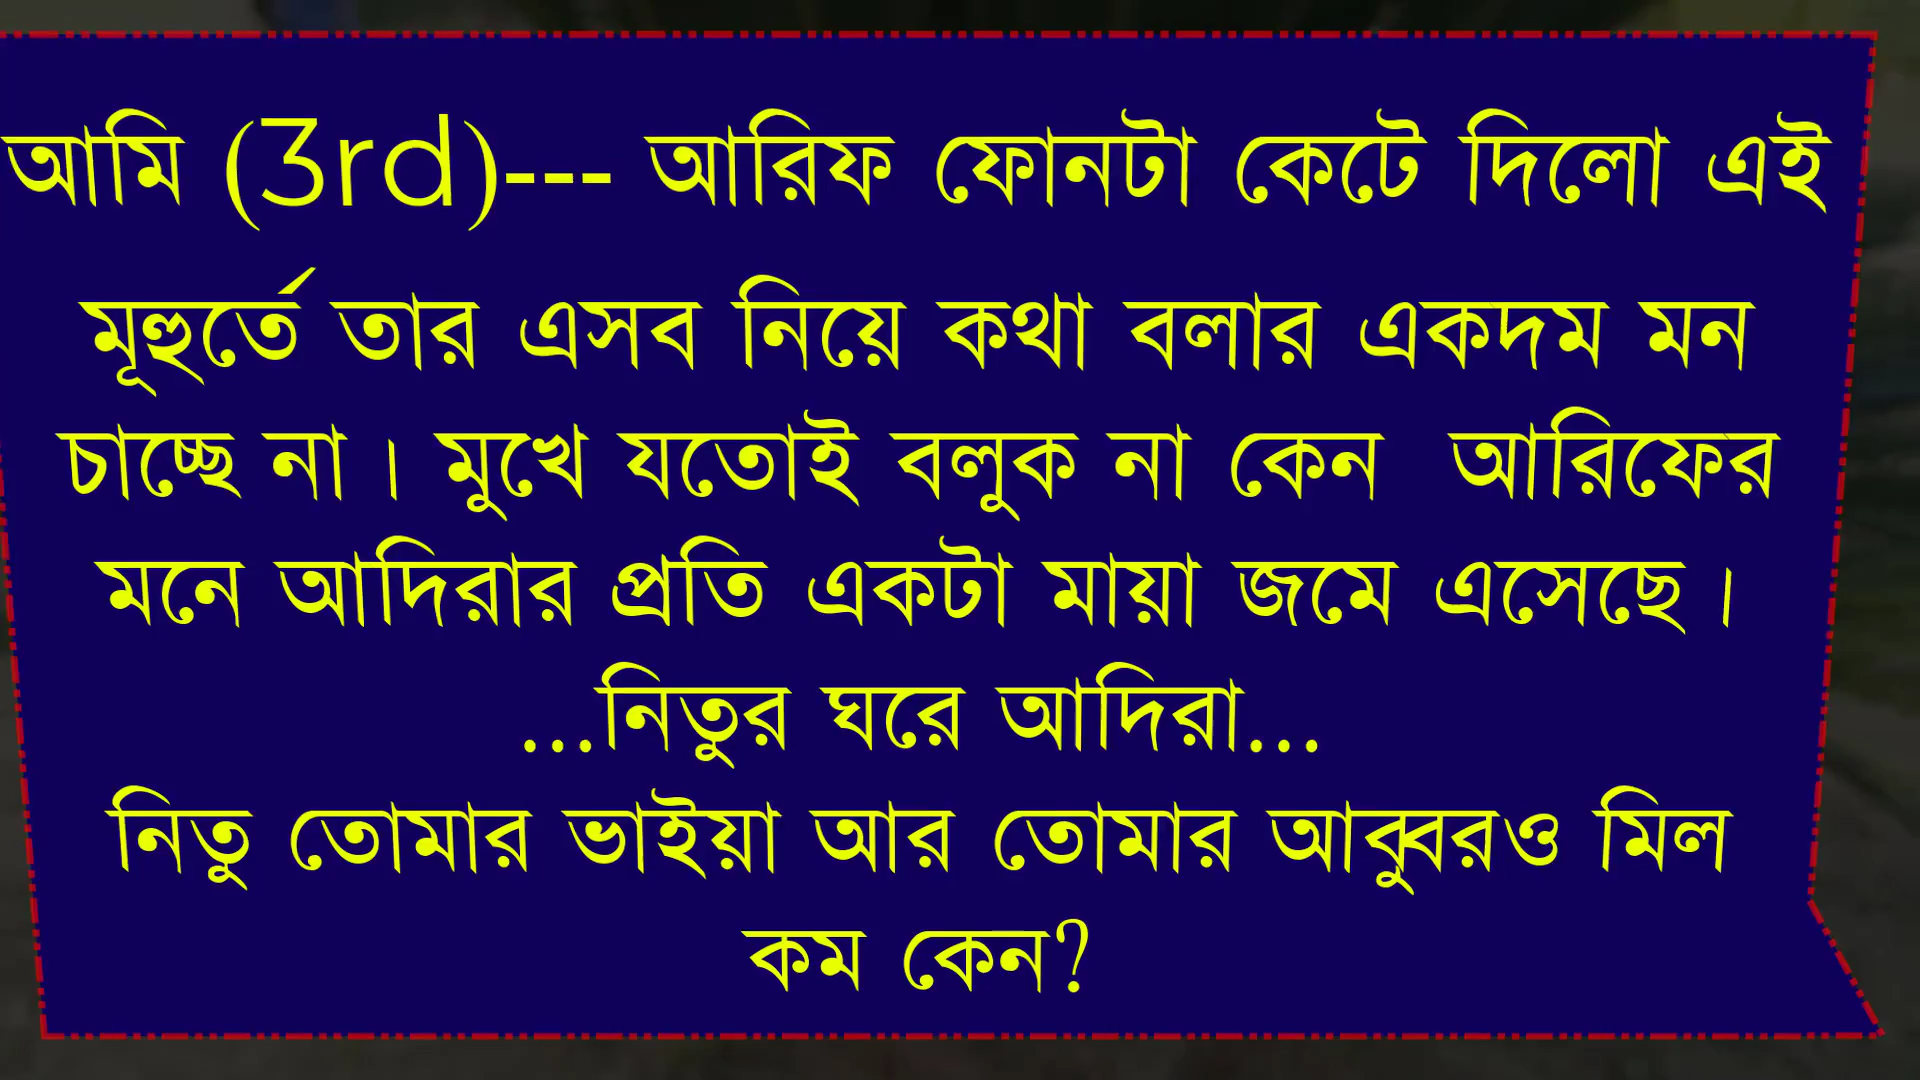 আমি (3rd)--- আরিফ ফোনটা কেটে দিলো এই
মূহুর্তে তার এসব নিয়ে কথা বলার একদম মন
চাচ্ছে না। মুখে যতোই বলুক না কেন  আরিফের
মনে আদিরার প্রতি একটা মায়া জমে এসেছে।
...নিতুর ঘরে আদিরা...
নিতু তোমার ভাইয়া আর তোমার আব্বুবরও মিল
কম কেন?